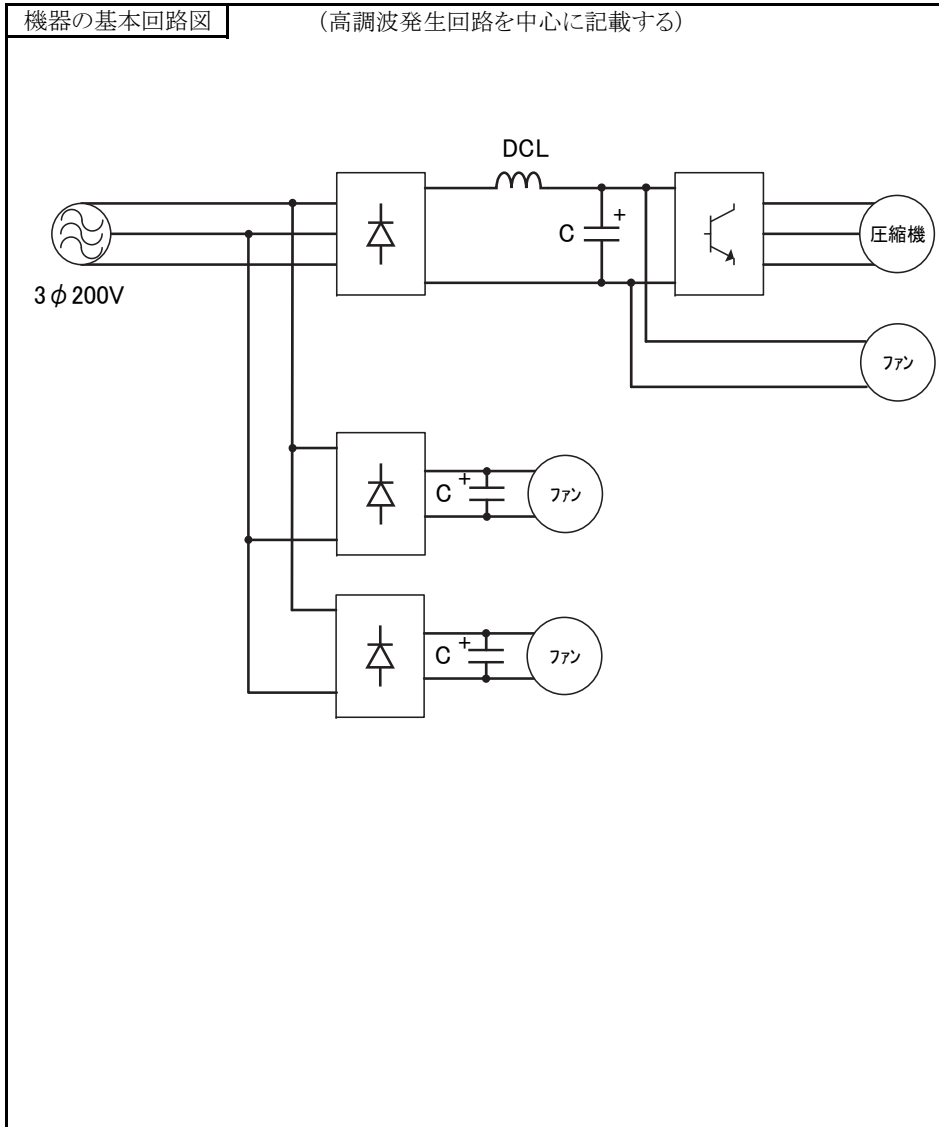 機器の基本回路図
(高調波発生回路を中心に記載する)
DCL
C
+
圧縮機
3φ200V
ファン
C
+
ファン
C
+
ファン